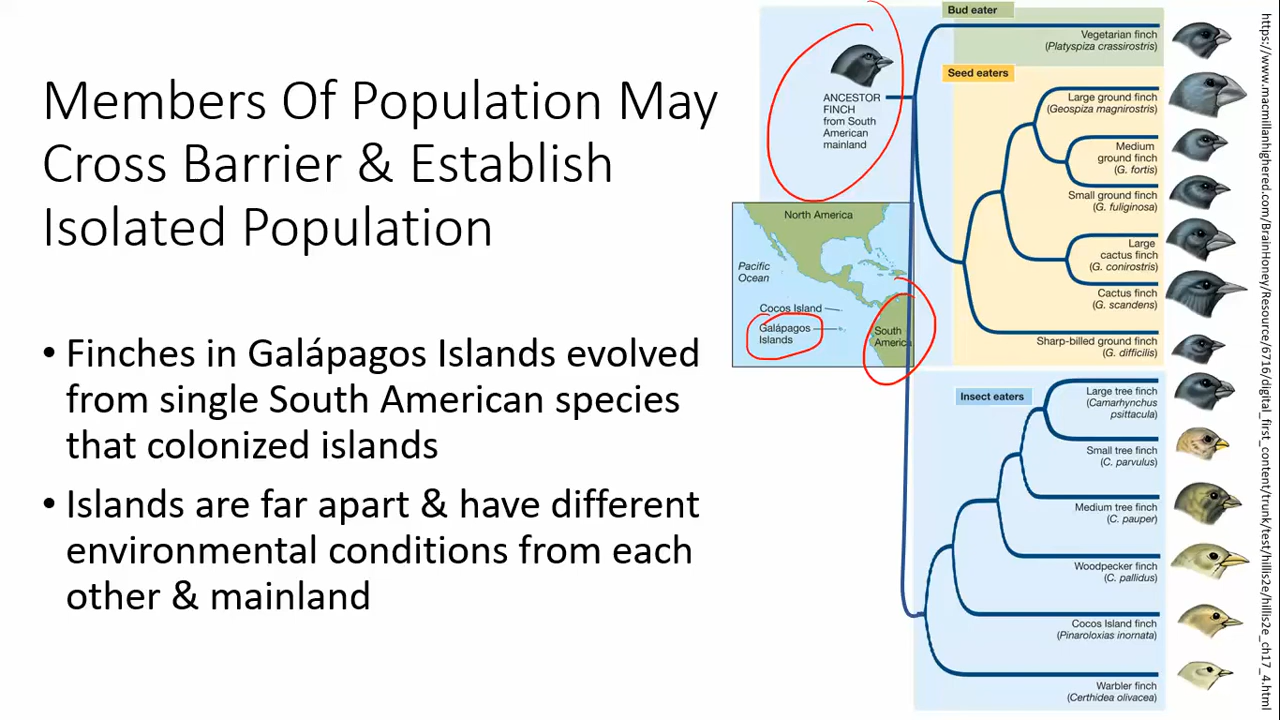 Members Of Population May
Cross Barrier & Establish
Isolated Population
• Finches in Galápagos Islands evolved
from single South American species
that colonized islands
• Islands are far apart & have different
environmental conditions from each
other & mainland
ANCESTOR
FINCH
from South
American
mainland
North America
Pacific
Ocean
Cocos Island
Galápagos
Islands
South
America
Bud eater
Vegetarian finch
(Platyspiza crassirostris)
Seed eaters
Large ground finch
(Geospiza magnirostris)
Medium
ground finch
(G. fortis)
Small ground finch
(G. fuliginosa)
Large
cactus finch
(G. conirostris)
Cactus finch
(G. scandens)
Sharp-billed ground finch
(G. difficilis)
Insect eaters
Large tree finch
(Camarhynchus
psittacula)
Small tree finch
(C. parvulus)
Medium tree finch
(C. pauper)
Woodpecker finch
(C. pallidus)
Cocos Island finch
(Pinaroloxias inornata)
Warbler finch
(Certhidea olivacea)
https://www.macmillanhighered.com/BrainHoney/Resource/6716/digital_first_content/trunk/test/hillis2e/hillis2e_ch17_4.html